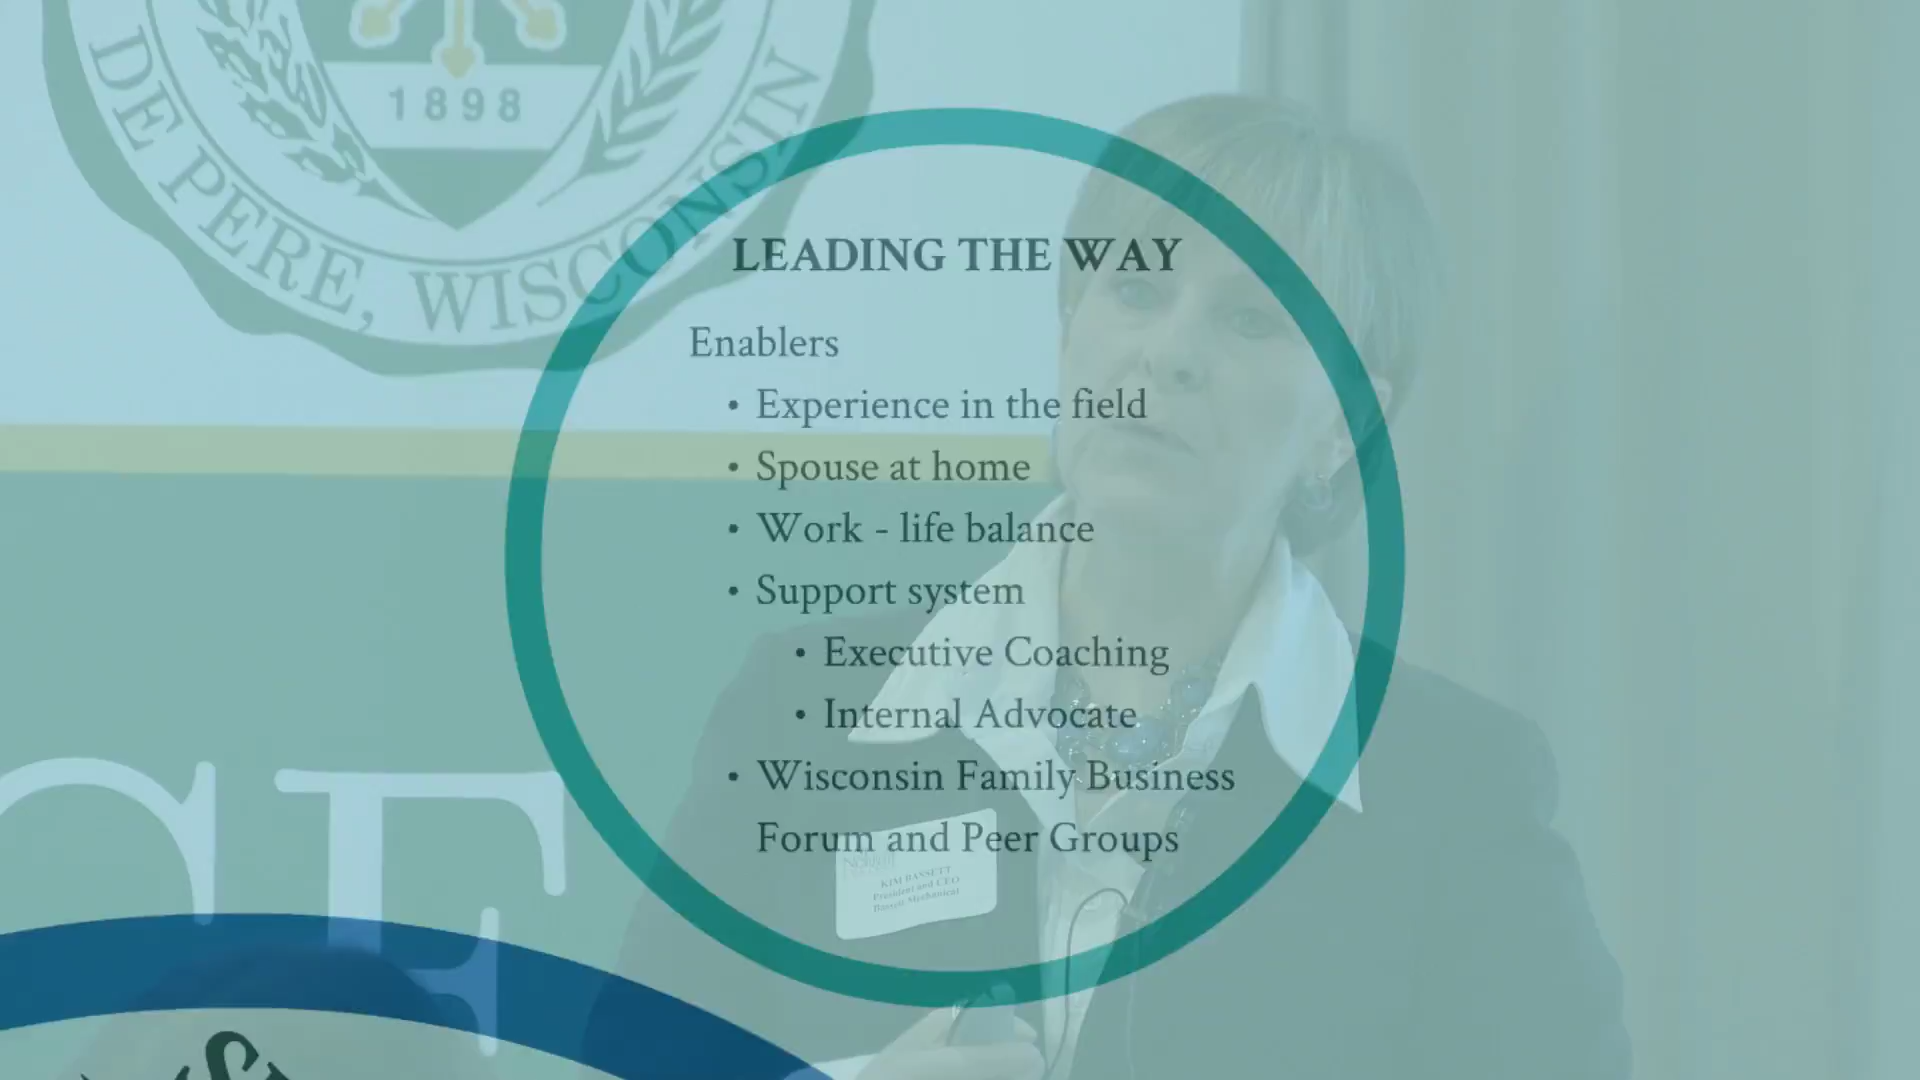 1898
DE PERE, WISCONSIN
LEADING THE WAY
Enablers
• Experience in the field
• Spouse at home
• Work - life balance
• Support system
• Executive Coaching
• Internal Advocate
• Wisconsin Family Business
Forum and Peer Groups
KIM BASSETT
President and CEO
Bassett Mechanical